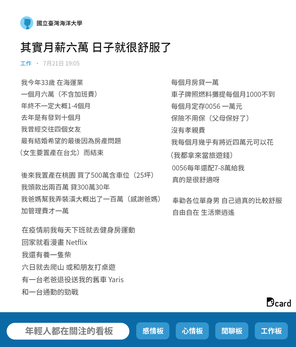 國立臺灣海洋大學
其實月薪六萬 日子就很舒服了
工作 · 7月21日 19:05
我今年33歲 在海運業
一個月六萬（不含加班費）
年終不一定大概1-4個月
去年是有發到十個月
我曾經交往四個女友
最有結婚希望的最後因為房產問題
（女生要置產在台北）而結束
後來我置產在桃園 買了500萬含車位（25坪）
我頭款出兩百萬 貸300萬30年
我爸媽幫我弄裝潢大概出了一百萬（感謝爸媽）
加管理費才一萬
在疫情前我每天下班就去健身房運動
回家就看漫畫 Netflix
我還有養一隻柴
六日就去爬山 或和朋友打桌遊
有一台老爸退役送我的舊車 Yaris
和一台通勤的勁戰
每個月房貸一萬
車子牌照燃料攤提每個月1000不到
我每個月定存0056 一萬元
保險不用保（父母保好了）
沒有孝親費
我每個月幾乎有將近四萬元可以花
（我都拿來當旅遊錢）
0056每年還配7-8萬給我
真的是很舒適呀
奉勸各位單身男 自己過真的比較舒服
自由自在 生活樂逍遙
Dcard
年輕人都在關注的看板
感情板
心情板
閒聊板
工作板